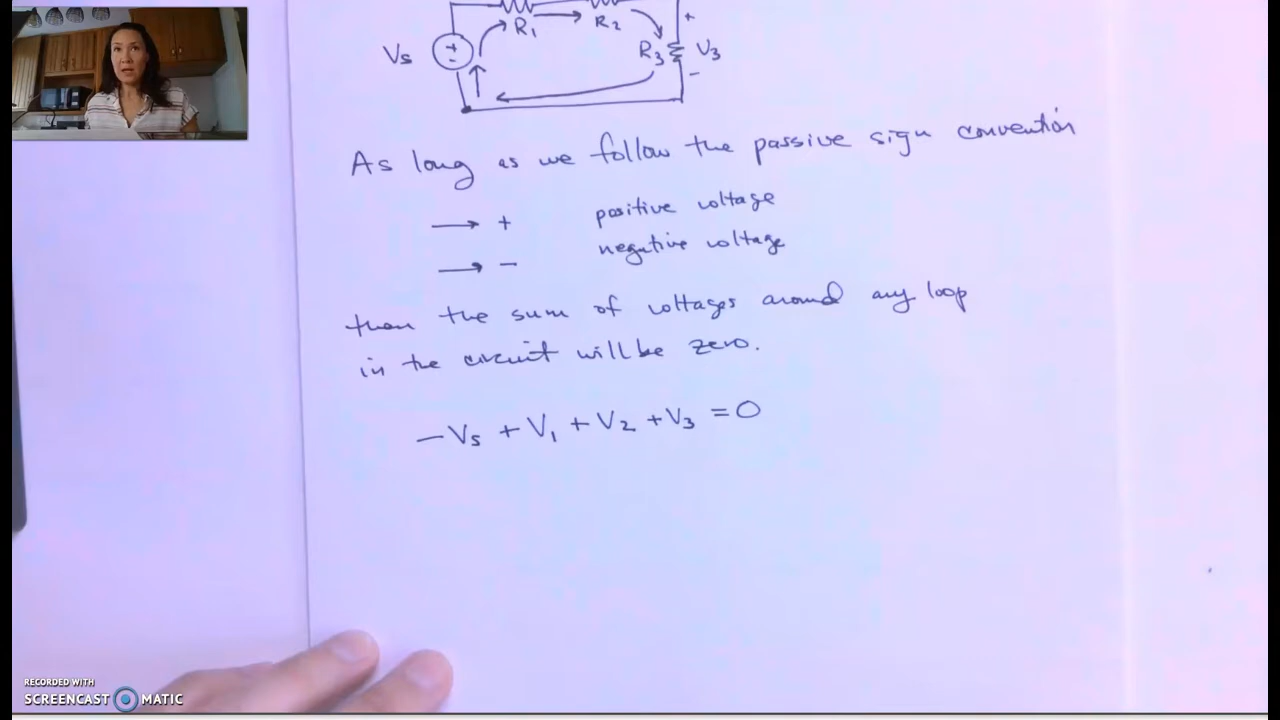 R₁ R₂ +
Vs + - R₃ V₃
-
As long as we follow the passive sign convention
→ + positive voltage
→ - negative voltage
then the sum of voltages around any loop
in the circuit will be zero.
-Vs + V₁ + V₂ + V₃ = 0
RECORDED WITH
SCREENCAST MATIC